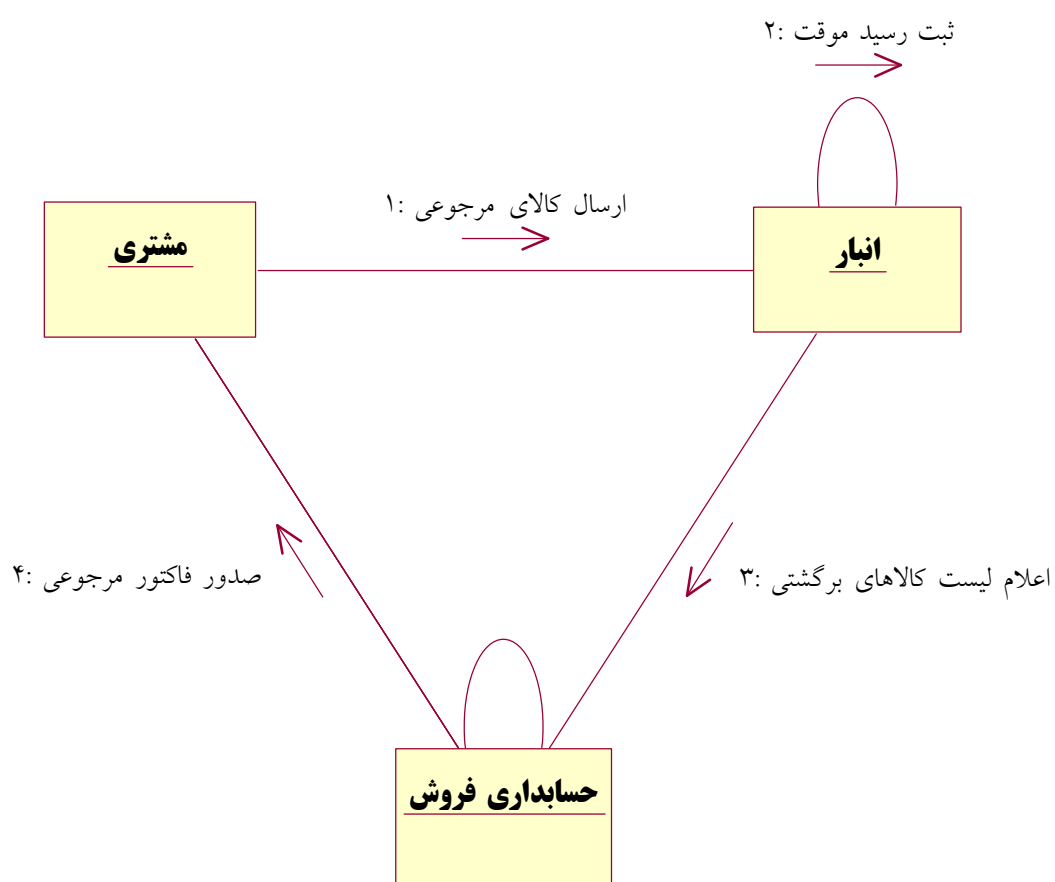 ثبت رسید موقت :۲
ارسال کالای مرجوعی :۱
مشتری
انبار
صدور فاکتور مرجوعی :۴
اعلام لیست کالاهای برگشتی :۳
حسابداری فروش